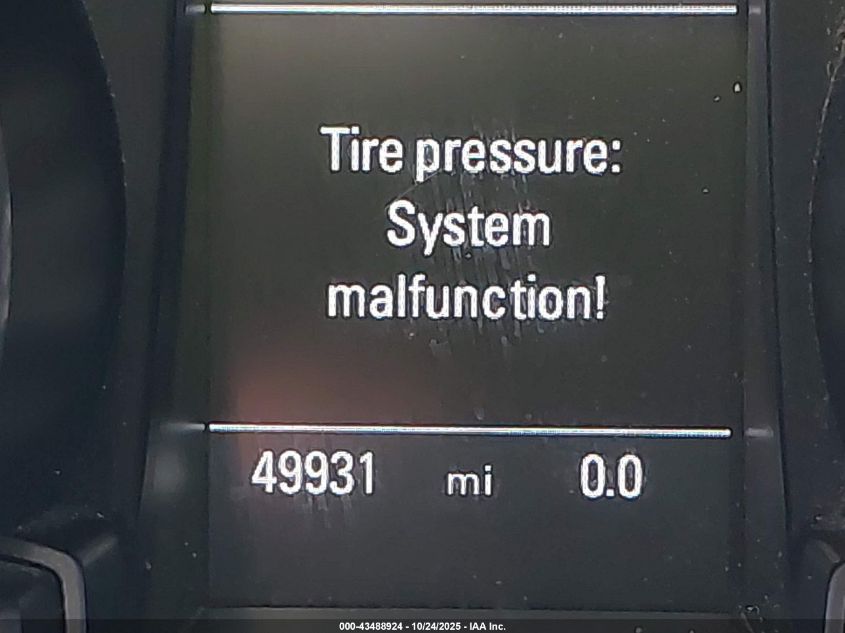 Tire pressure:
System
malfunction!
49931 mi 0.0
000-43488924 - 10/24/2025 - IAA Inc.